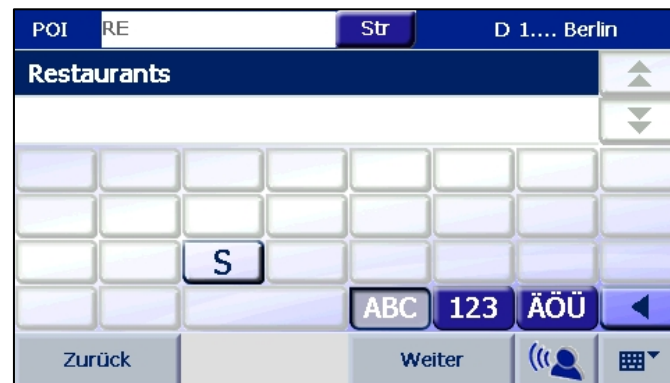 POI RE Str D 1.... Berlin
Restaurants
S
ABC 123 ÄÖÜ
Zurück Weiter